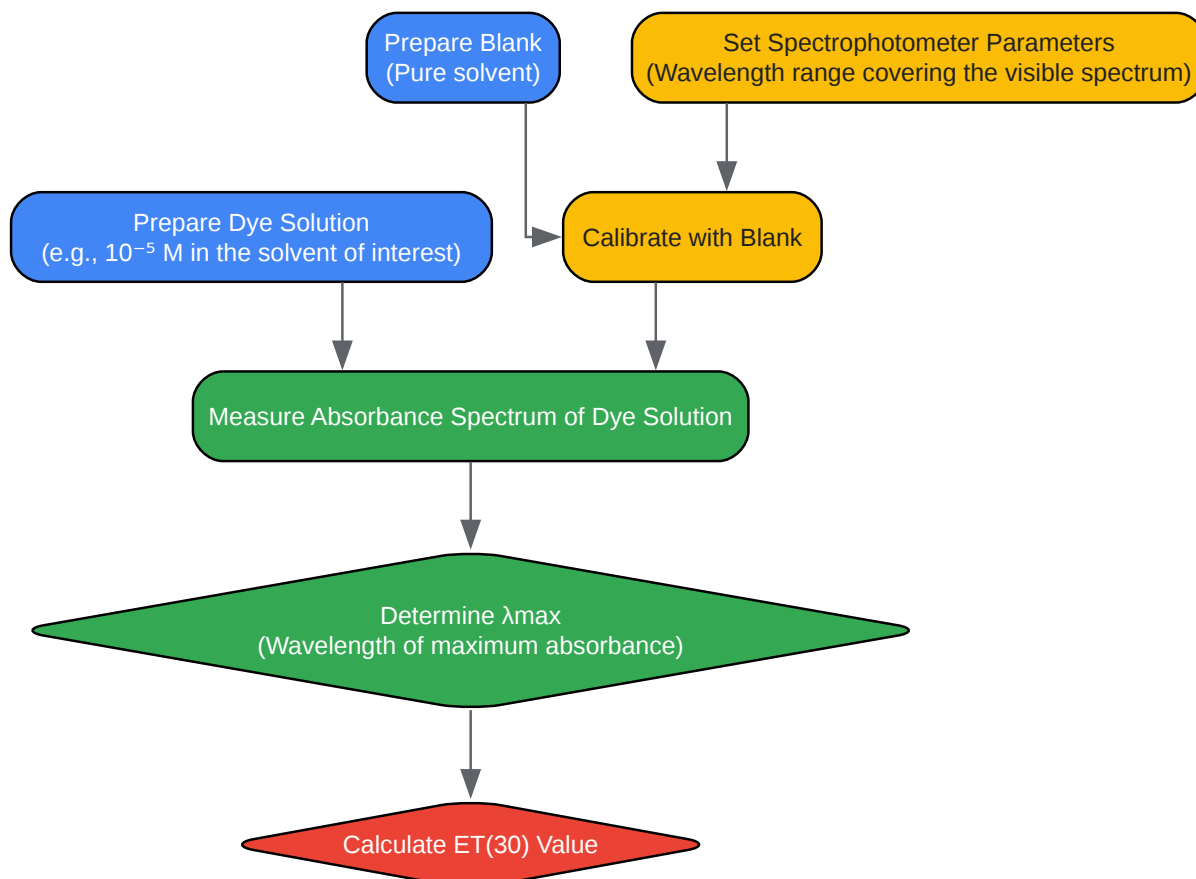 Prepare Blank
(Pure solvent)
Set Spectrophotometer Parameters
(Wavelength range covering the visible spectrum)
Prepare Dye Solution
(e.g., 10⁻⁵ M in the solvent of interest)
Calibrate with Blank
Measure Absorbance Spectrum of Dye Solution
Determine λmax
(Wavelength of maximum absorbance)
Calculate ET(30) Value